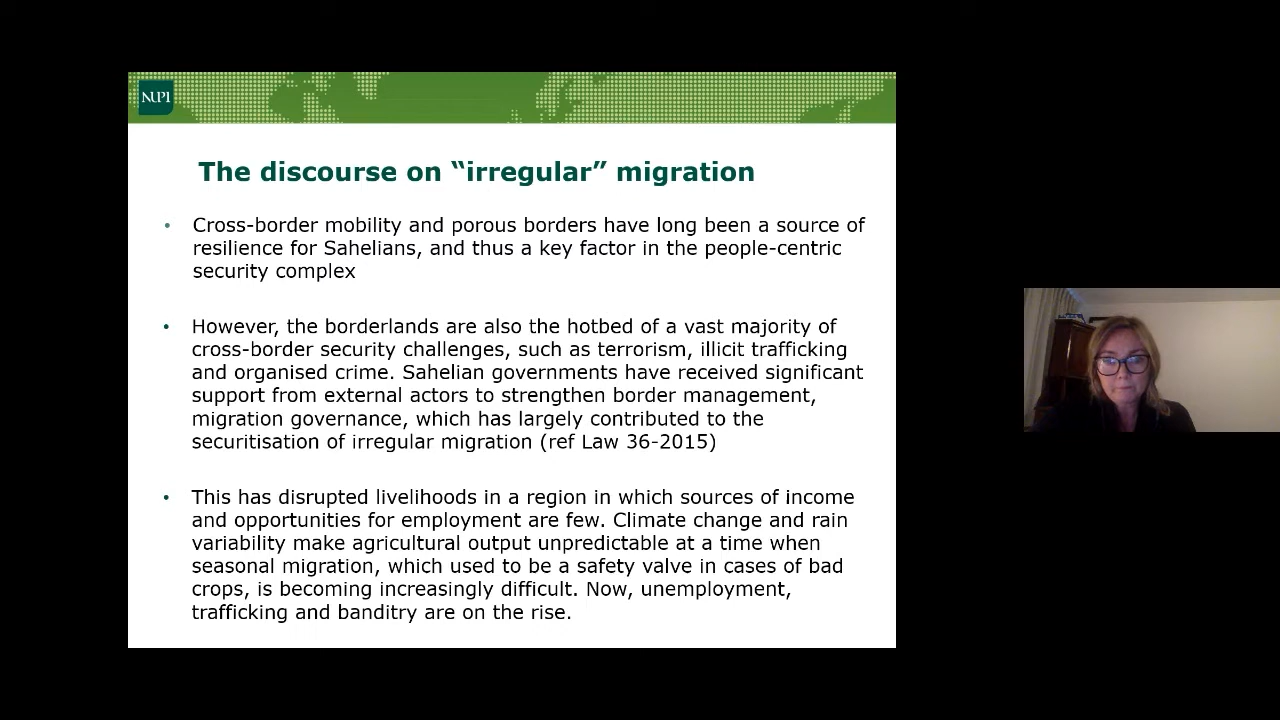 NUPI
The discourse on “irregular” migration
• Cross-border mobility and porous borders have long been a source of
resilience for Sahelians, and thus a key factor in the people-centric
security complex
• However, the borderlands are also the hotbed of a vast majority of
cross-border security challenges, such as terrorism, illicit trafficking
and organised crime. Sahelian governments have received significant
support from external actors to strengthen border management,
migration governance, which has largely contributed to the
securitisation of irregular migration (ref Law 36-2015)
• This has disrupted livelihoods in a region in which sources of income
and opportunities for employment are few. Climate change and rain
variability make agricultural output unpredictable at a time when
seasonal migration, which used to be a safety valve in cases of bad
crops, is becoming increasingly difficult. Now, unemployment,
trafficking and banditry are on the rise.